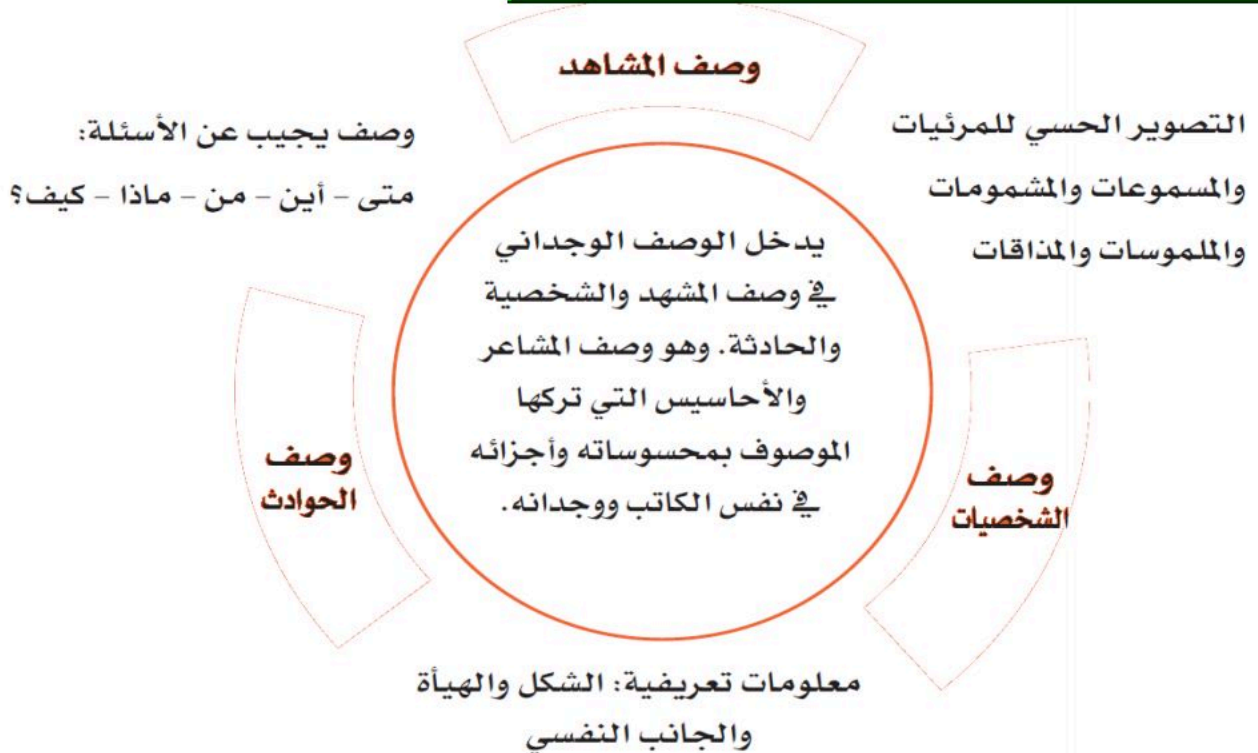 وصف المشاهد
التصوير الحسي للمرئيات
والمسموعات والمشمومات
والملموسات والمذاقات
وصف
الشخصيات
معلومات تعريفية: الشكل والهيأة
والجانب النفسي
وصف
الحوادث
وصف يجيب عن الأسئلة:
متى - أين - من - ماذا - كيف؟
يدخل الوصف الوجداني
في وصف المشهد والشخصية
والحادثة. وهو وصف المشاعر
والأحاسيس التي تركها
الموصوف بمحسوساته وأجزائه
في نفس الكاتب ووجدانه.